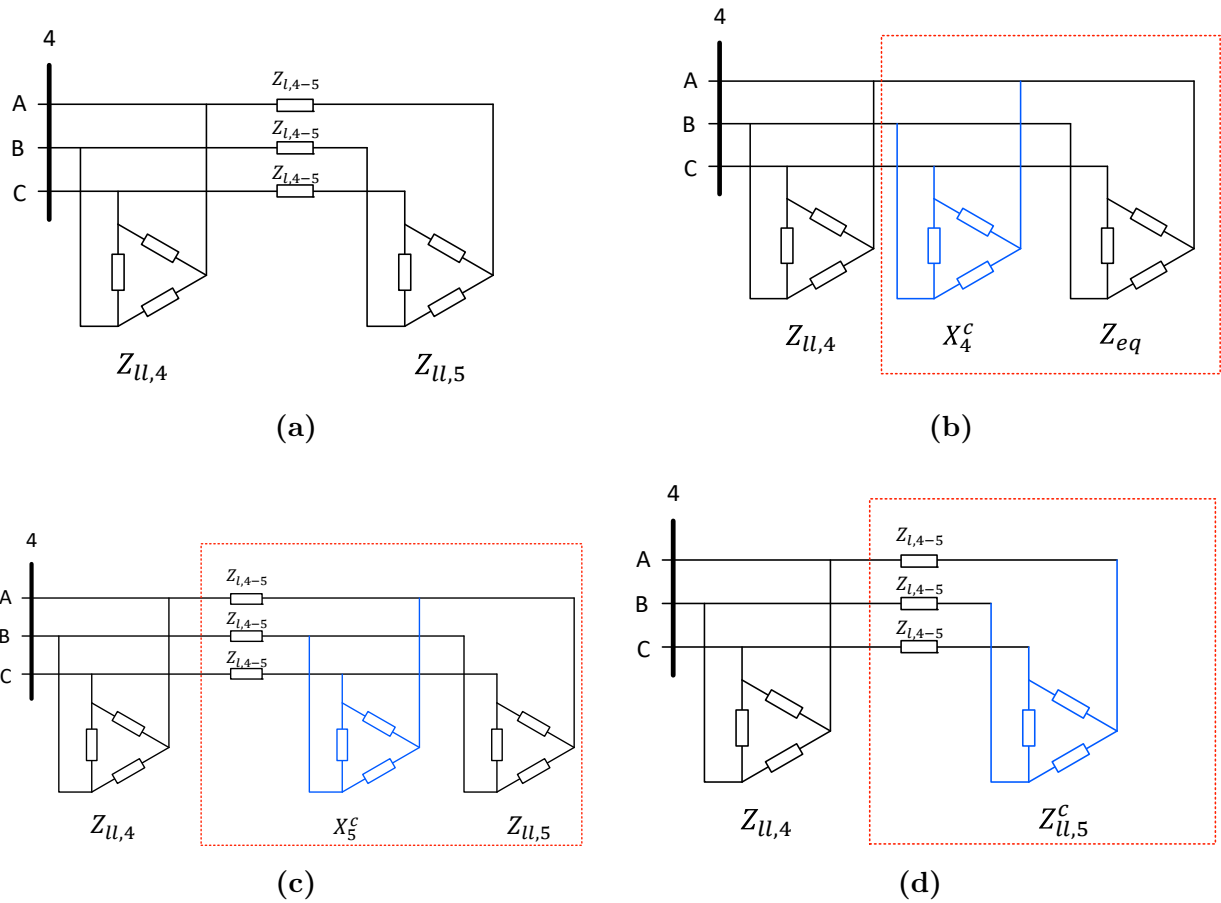 4
A
B
C
Z_{l,4-5}
Z_{l,4-5}
Z_{l,4-5}
Z_{ll,4}
Z_{ll,5}
(a)
4
A
B
C
Z_{ll,4}
X_4^c
Z_{eq}
(b)
4
A
B
C
Z_{l,4-5}
Z_{l,4-5}
Z_{l,4-5}
Z_{ll,4}
X_5^c
Z_{ll,5}
(c)
4
A
B
C
Z_{l,4-5}
Z_{l,4-5}
Z_{l,4-5}
Z_{ll,4}
Z_{ll,5}^c
(d)